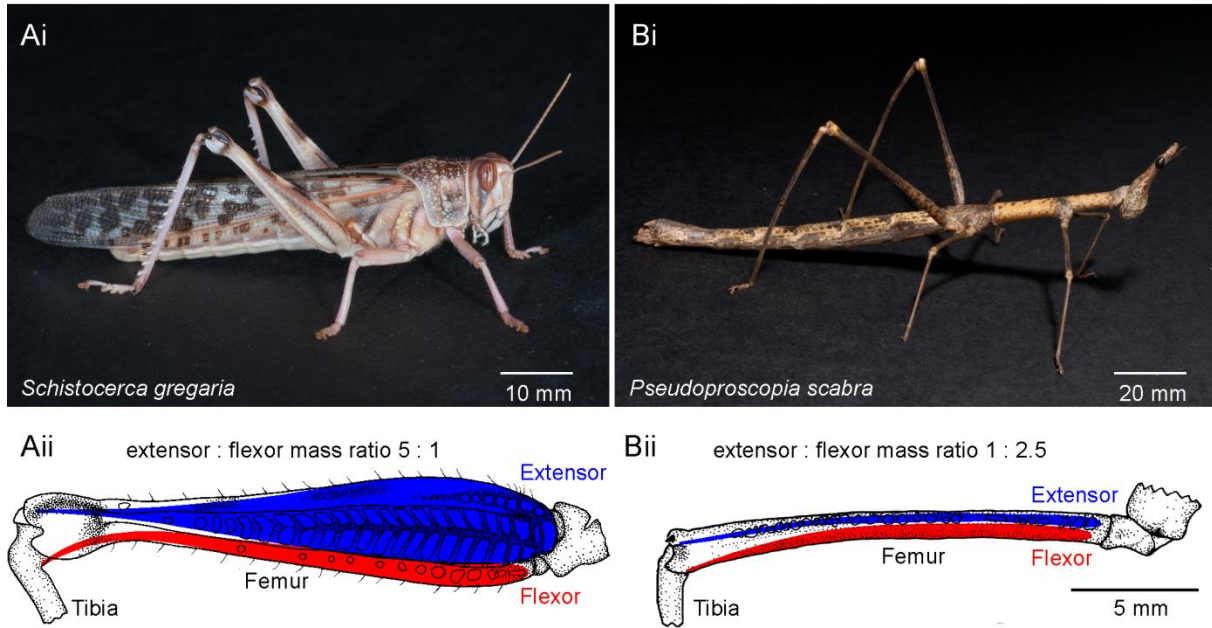 Ai
Schistocerca gregaria
10 mm
Bi
Pseudoproscopia scabra
20 mm
Aii
extensor : flexor mass ratio 5 : 1
Extensor
Femur
Flexor
Tibia
Bii
extensor : flexor mass ratio 1 : 2.5
Extensor
Femur
Flexor
Tibia
5 mm